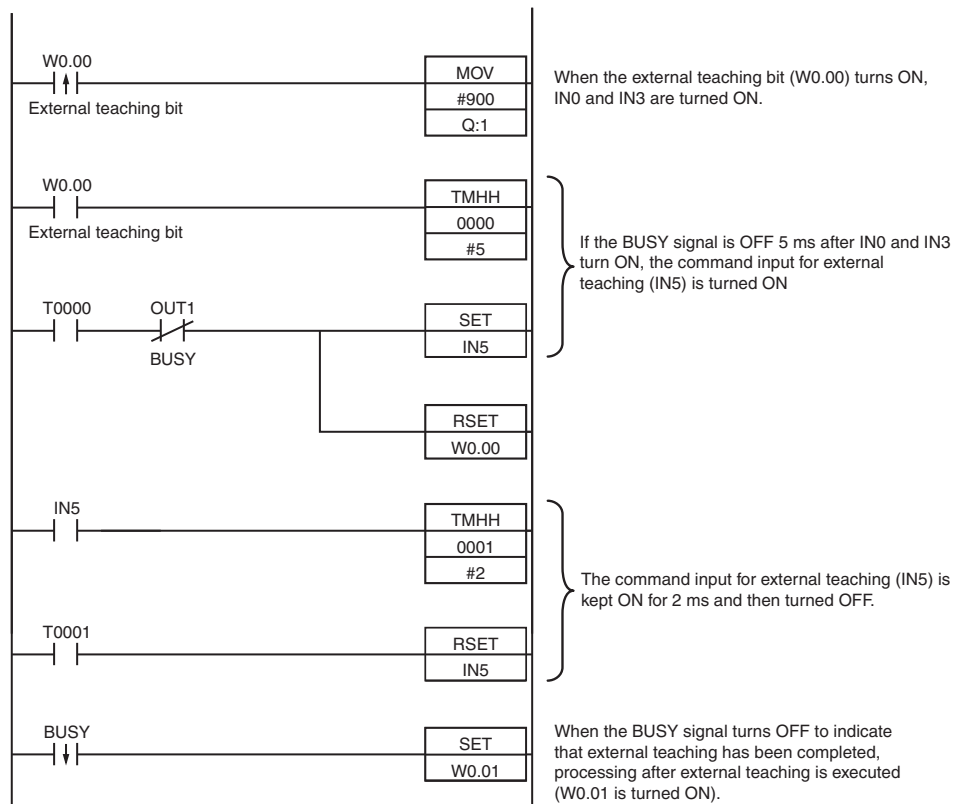 W0.00
External teaching bit
MOV
#900
Q:1
When the external teaching bit (W0.00) turns ON,
IN0 and IN3 are turned ON.
W0.00
External teaching bit
TMHH
0000
#5
If the BUSY signal is OFF 5 ms after IN0 and IN3
turn ON, the command input for external
teaching (IN5) is turned ON
T0000
OUT1
BUSY
SET
IN5
RSET
W0.00
IN5
TMHH
0001
#2
The command input for external teaching (IN5) is
kept ON for 2 ms and then turned OFF.
T0001
RSET
IN5
BUSY
SET
W0.01
When the BUSY signal turns OFF to indicate
that external teaching has been completed,
processing after external teaching is executed
(W0.01 is turned ON).